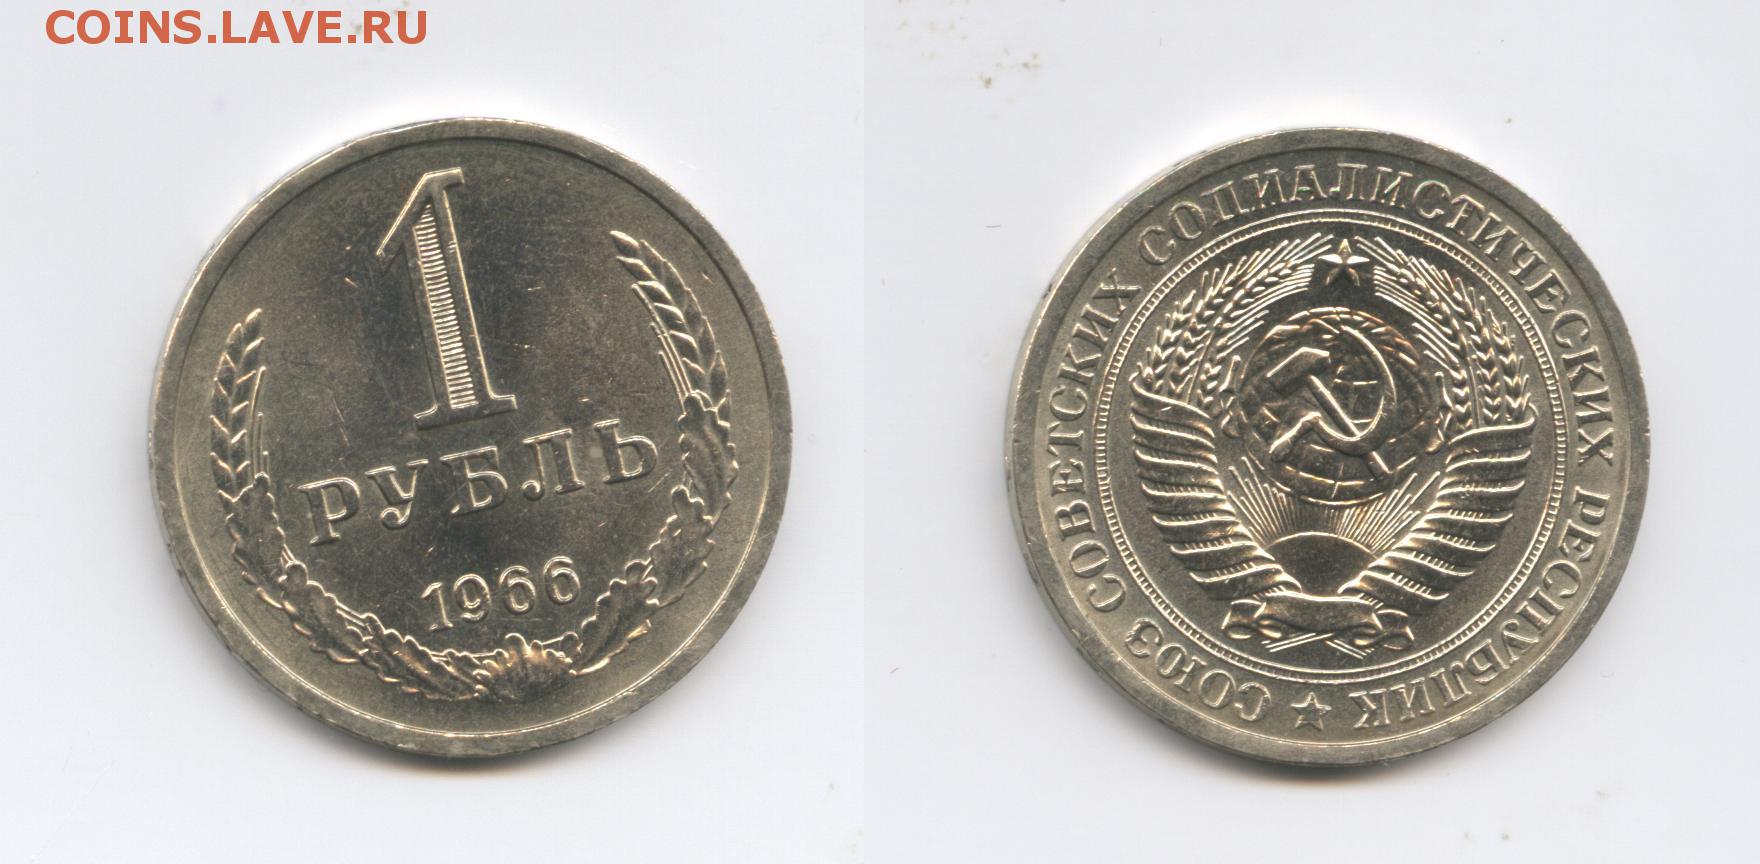 COINS.LAVE.RU
1
РУБЛЬ
1966
СОЮЗ СОВЕТСКИХ СОЦИАЛИСТИЧЕСКИХ РЕСПУБЛИК